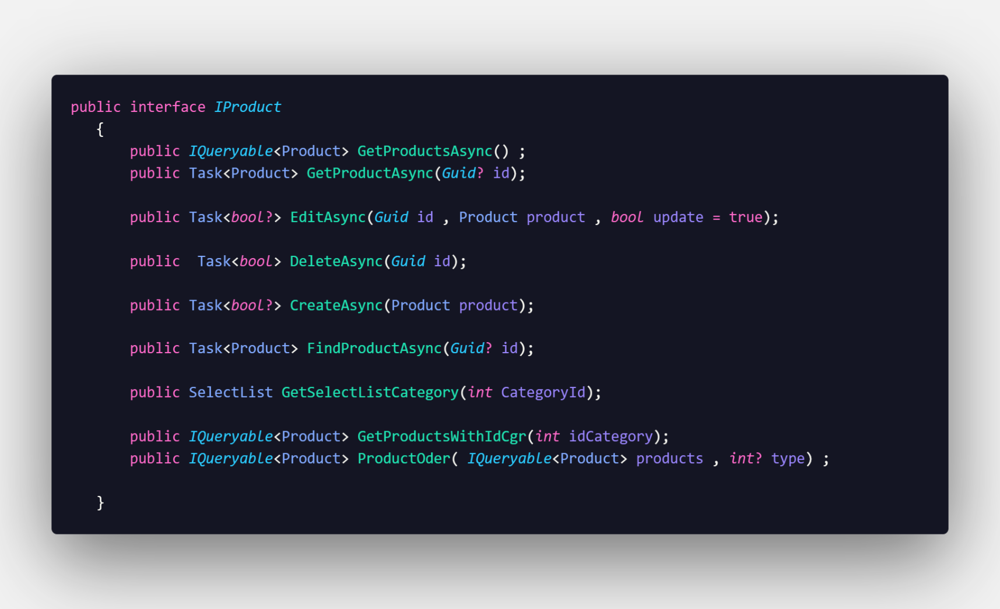 public interface IProduct
{
public IQueryable<Product> GetProductsAsync() ;
public Task<Product> GetProductAsync(Guid? id);
public Task<bool?> EditAsync(Guid id , Product product , bool update = true);
public  Task<bool> DeleteAsync(Guid id);
public Task<bool?> CreateAsync(Product product);
public Task<Product> FindProductAsync(Guid? id);
public SelectList GetSelectListCategory(int CategoryId);
public IQueryable<Product> GetProductsWithIdCgr(int idCategory);
public IQueryable<Product> ProductOder( IQueryable<Product> products , int? type) ;
}